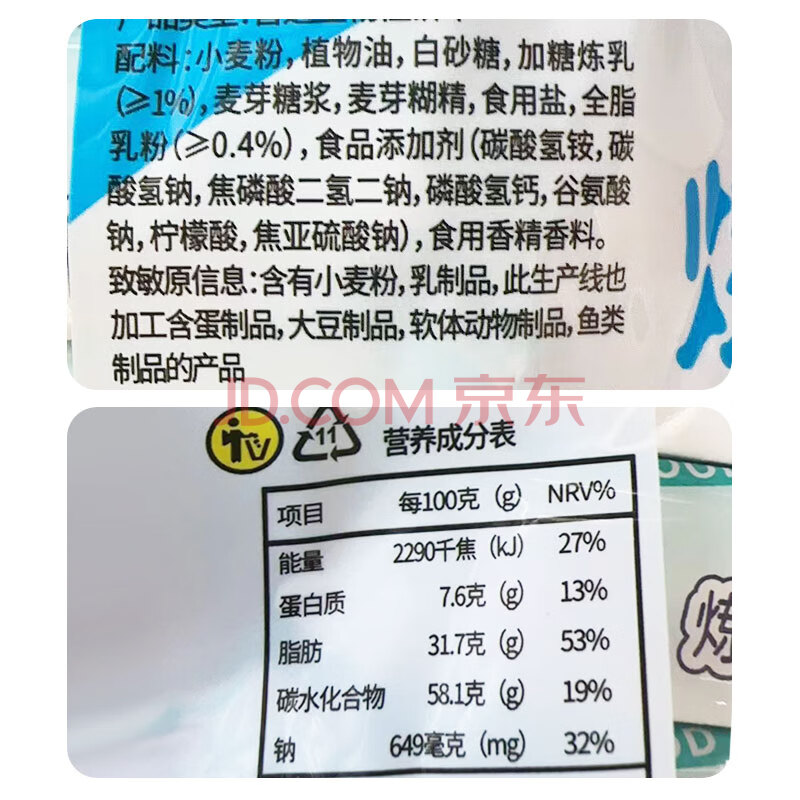 配料:小麦粉,植物油,白砂糖,加糖炼乳
(≥1%),麦芽糖浆,麦芽糊精,食用盐,全脂
乳粉(≥0.4%),食品添加剂(碳酸氢铵,碳
酸氢钠,焦磷酸二氢二钠,磷酸氢钙,谷氨酸
钠,柠檬酸,焦亚硫酸钠),食用香精香料。
致敏原信息:含有小麦粉,乳制品,此生产线也
加工含蛋制品,大豆制品,软体动物制品,鱼类
制品的产品
JD.COM 京东
11
营养成分表
项目 每100克 (g) NRV%
能量 2290千焦 (kJ) 27%
蛋白质 7.6克 (g) 13%
脂肪 31.7克 (g) 53%
碳水化合物 58.1克 (g) 19%
钠 649毫克 (mg) 32%
炼